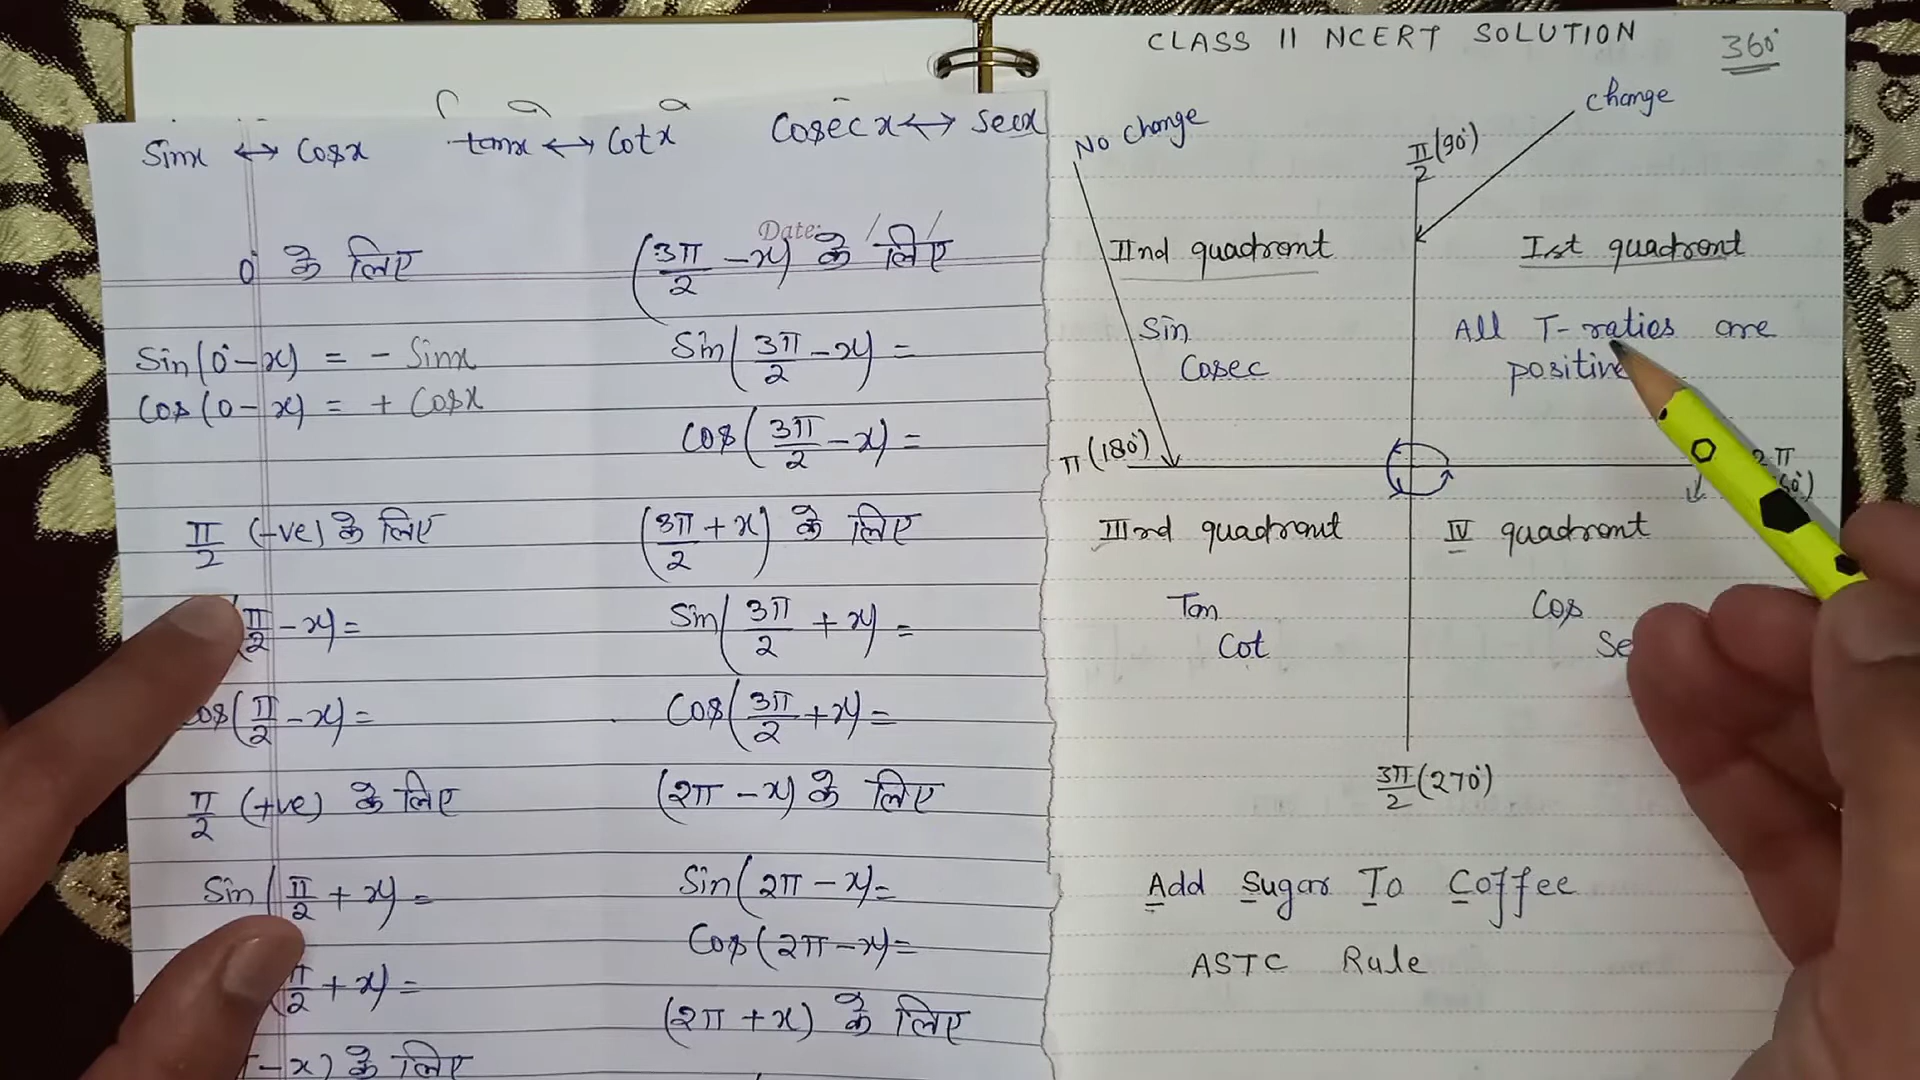 Sinx ↔ Cosx tanx ↔ Cotx Cosecx ↔ secx
0° के लिए
Sin(0°-x) = - Sinx
Cos(0-x) = + Cosx
π/2 (-ve) के लिए
(π/2 - x) =
Cos(π/2 - x) =
π/2 (+ve) के लिए
Sin(π/2 + x) =
π/2 + x) =
- x) के लिए
Date: / /
(3π/2 - x) के लिए
Sin(3π/2 - x) =
Cos(3π/2 - x) =
(3π/2 + x) के लिए
Sin(3π/2 + x) =
Cos(3π/2 + x) =
(2π - x) के लिए
Sin(2π - x) =
Cos(2π - x) =
(2π + x) के लिए
CLASS 11 NCERT SOLUTION
360°
No change
change
π/2 (90°)
IInd quadrant
Ist quadrant
Sin
Cosec
All T-ratios are
positive
π (180°)
2π
IIIrd quadrant
IV quadrant
Tan
Cot
Cos
3π/2 (270°)
Add Sugar To Coffee
ASTC Rule